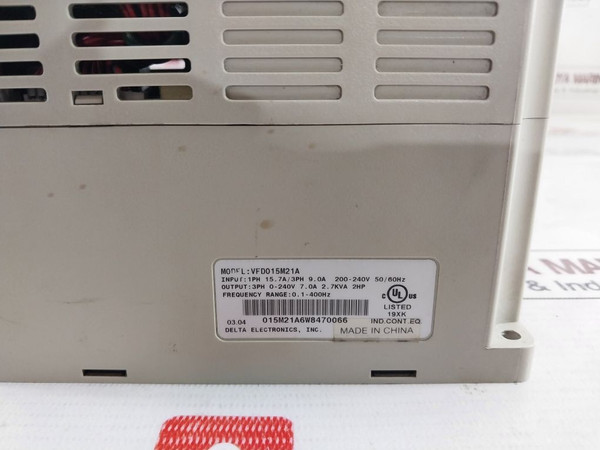 MODEL:VFD015M21A
INPUT:1PH 15.7A/3PH 9.0A 200-240V 50/60Hz
OUTPUT:3PH 0-240V 7.0A 2.7KVA 2HP
FREQUENCY RANGE:0.1-400Hz
C UL US
LISTED
19XK
IND.CONT.EQ
03.04 015M21A6W8470066
DELTA ELECTRONICS, INC.
MADE IN CHINA